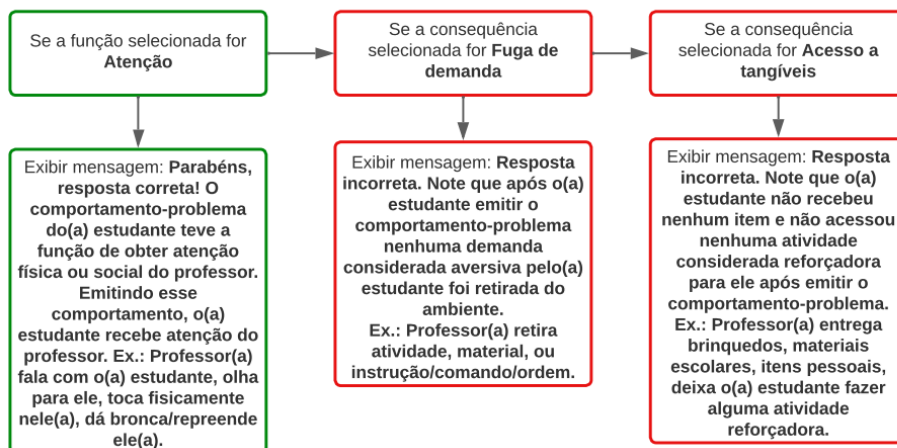 Se a função selecionada for
Atenção
Se a consequência
selecionada for Fuga de
demanda
Se a consequência
selecionada for Acesso a
tangíveis
Exibir mensagem: Parabéns,
resposta correta! O
comportamento-problema
do(a) estudante teve a
função de obter atenção
física ou social do professor.
Emitindo esse
comportamento, o(a)
estudante recebe atenção do
professor. Ex.: Professor(a)
fala com o(a) estudante, olha
para ele, toca fisicamente
nele(a), dá bronca/repreende
ele(a).
Exibir mensagem: Resposta
incorreta. Note que após o(a)
estudante emitir o
comportamento-problema
nenhuma demanda
considerada aversiva pelo(a)
estudante foi retirada do
ambiente.
Ex.: Professor(a) retira
atividade, material, ou
instrução/comando/ordem.
Exibir mensagem: Resposta
incorreta. Note que o(a)
estudante não recebeu
nenhum item e não acessou
nenhuma atividade
considerada reforçadora
para ele após emitir o
comportamento-problema.
Ex.: Professor(a) entrega
brinquedos, materiais
escolares, itens pessoais,
deixa o(a) estudante fazer
alguma atividade
reforçadora.